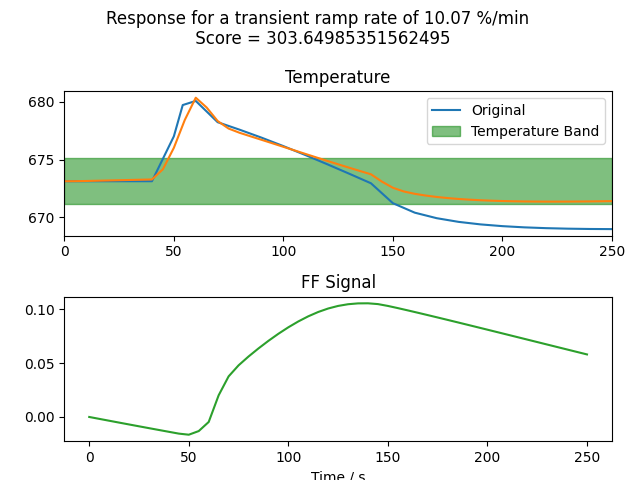 Response for a transient ramp rate of 10.07 %/min
Score = 303.64985351562495
Temperature
680
675
670
Original
Temperature Band
0 50 100 150 200 250
FF Signal
0.10
0.05
0.00
0 50 100 150 200 250
Time / s